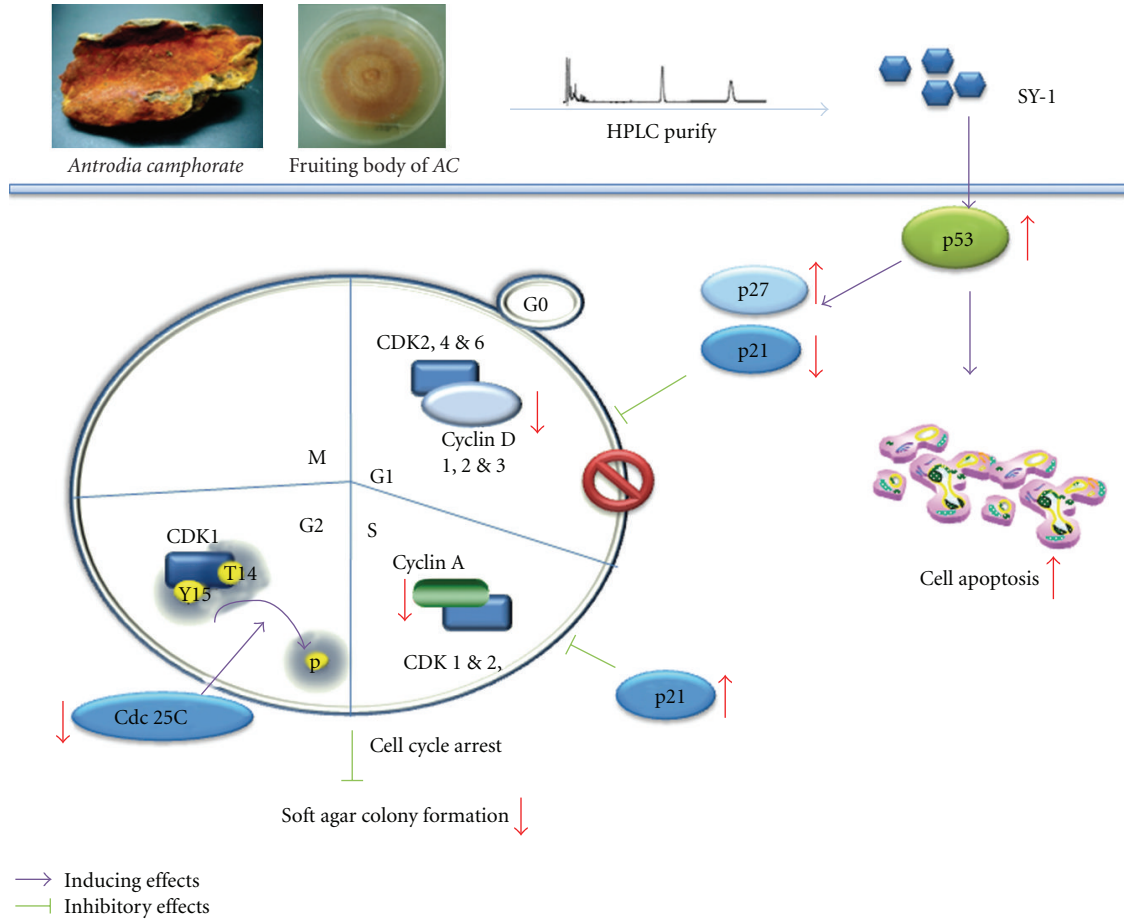 Antrodia camphorate
Fruiting body of AC
HPLC purify
SY-1
p53
p27
p21
G0
CDK2, 4 & 6
Cyclin D
1, 2 & 3
M
G1
G2
S
CDK1
T14
Y15
p
Cyclin A
CDK 1 & 2,
Cell apoptosis
p21
Cdc 25C
Cell cycle arrest
Soft agar colony formation
Inducing effects
Inhibitory effects